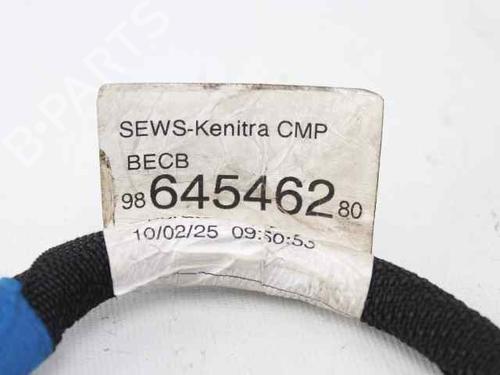 SEWS-Kenitra CMP
BECB
98 645462 80
10/02/25 09:50:53
B-PARTS